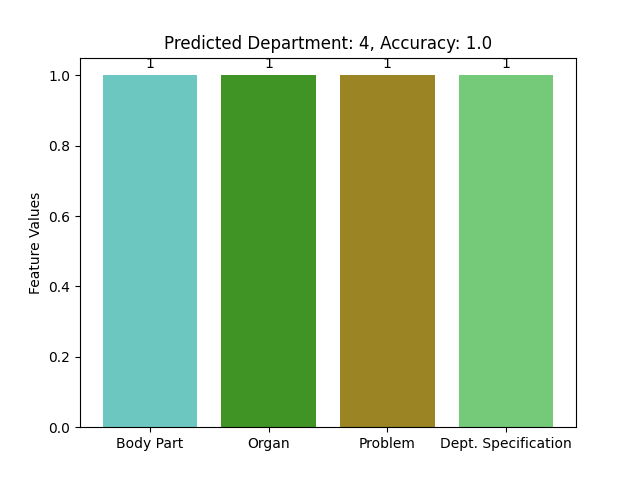 Predicted Department: 4, Accuracy: 1.0
1 1 1 1
1.0
0.8
0.6
0.4
0.2
0.0
Feature Values
Body Part Organ Problem Dept. Specification